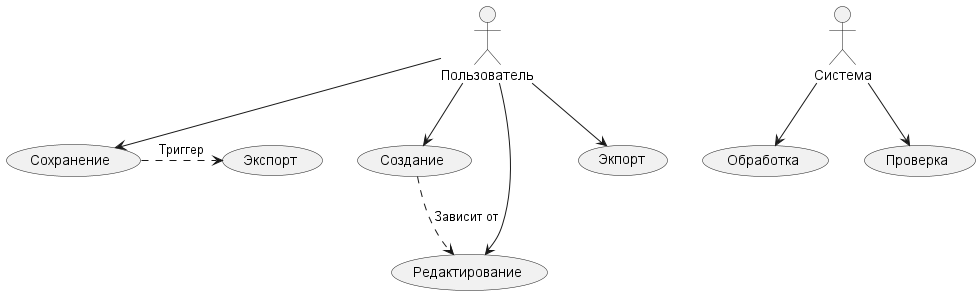 Пользователь
Система
Триггер
Сохранение
Экспорт
Создание
Экпорт
Обработка
Проверка
Зависит от
Редактирование